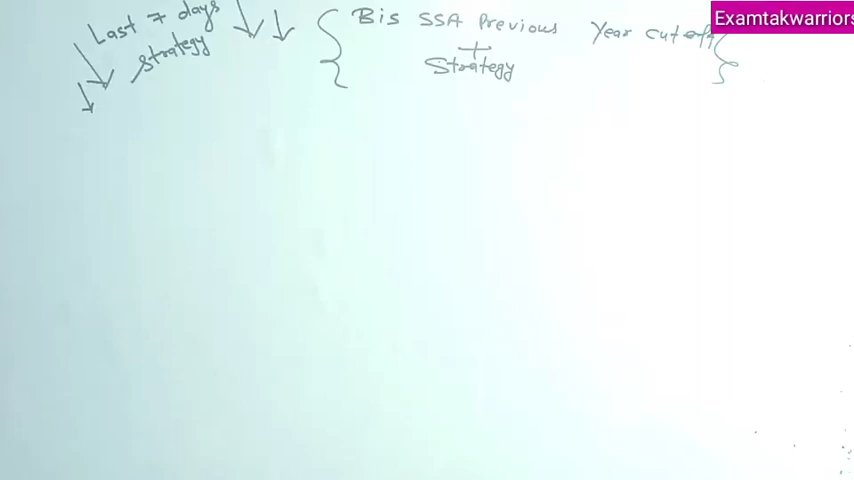 Last 7 days
strategy
Bis SSA Previous Year cutoff
+
Strategy
Examtakwarriors